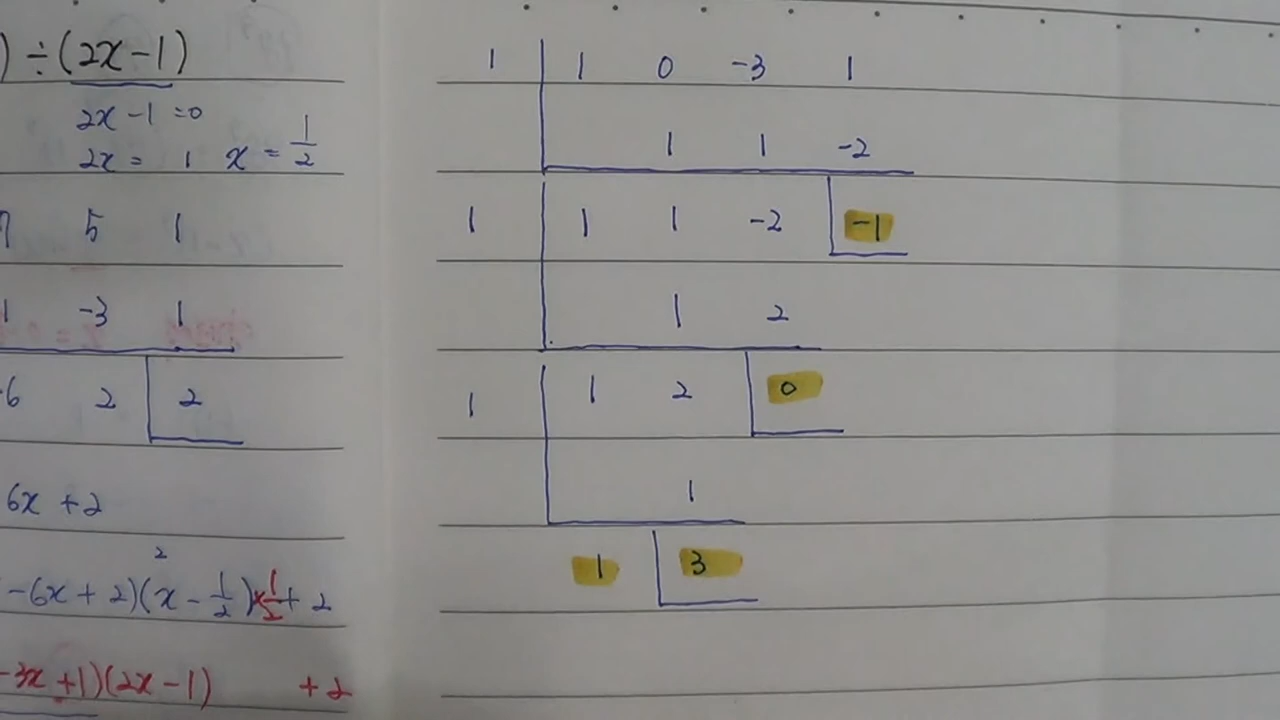 ) ÷ (2x-1)
2x-1=0
2x= 1 x = 1/2
5 1
-3 1
6 2 2
6x +2
-6x+2)(x-1/2)×1/2+2
2
-3x+1)(2x-1) +2
1 1 0 -3 1
1 1 -2
1 1 1 -2 -1
1 2
1 1 2 0
1
1 3